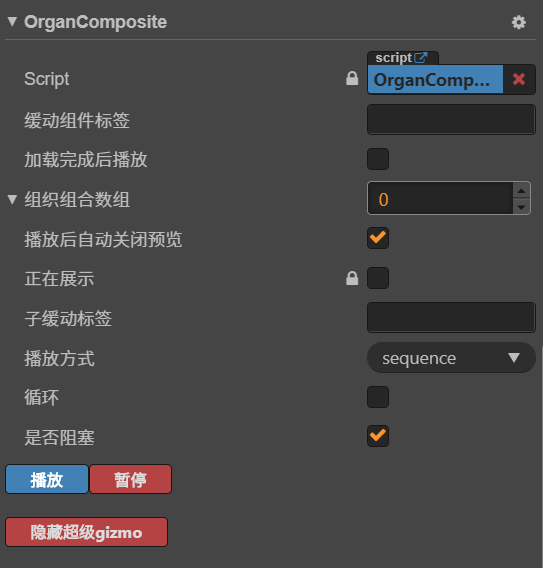 OrganComposite
script
Script OrganComp...
缓动组件标签
加载完成后播放
组织组合数组 0
播放后自动关闭预览
正在展示
子缓动标签
播放方式 sequence
循环
是否阻塞
播放 暂停
隐藏超级gizmo